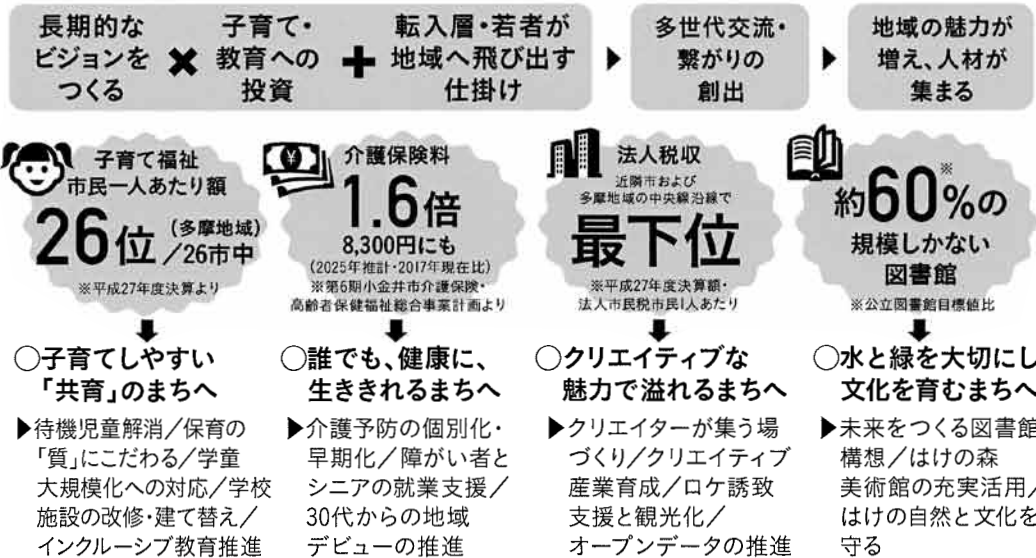 長期的な
ビジョンを
つくる
✖
子育て・
教育への
投資
✚
転入層・若者が
地域へ飛び出す
仕掛け
▶
多世代交流・
繋がりの
創出
▶
地域の魅力が
増え、人材が
集まる
子育て福祉
市民一人あたり額
26位(多摩地域)/26市中
※平成27年度決算より
○子育てしやすい
「共育」のまちへ
▶待機児童解消/保育の
「質」にこだわる/学童
大規模化への対応/学校
施設の改修・建て替え/
インクルーシブ教育推進
¥
介護保険料
1.6倍
8,300円にも
(2025年推計・2017年現在比)
※第6期小金井市介護保険・
高齢者保健福祉総合事業計画より
○誰でも、健康に、
生ききれるまちへ
▶介護予防の個別化・
早期化/障がい者と
シニアの就業支援/
30代からの地域
デビューの推進
法人税収
近隣市および
多摩地域の中央線沿線で
最下位
※平成27年度決算額・
法人市民税市民1人あたり
○クリエイティブな
魅力で溢れるまちへ
▶クリエイターが集う場
づくり/クリエイティブ
産業育成/ロケ誘致
支援と観光化/
オープンデータの推進
約60%※の
規模しかない
図書館
※公立図書館目標値比
○水と緑を大切にし
文化を育むまちへ
▶未来をつくる図書館
構想/はけの森
美術館の充実活用/
はけの自然と文化を
守る